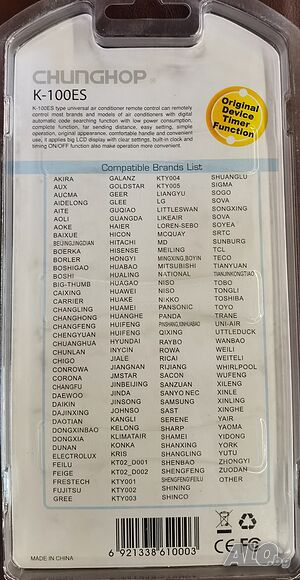 CHUNGHOP ®
K-100ES
K-100ES type universal air conditioner remote control can remotely
control most brands and models of air conditioners with digital
automatic code searching function with low power consumption,
complete function, far sending distance, easy setting, simple
operation, original appearance, comfortable handle and convenient
use, it applies big LCD display with clear settings, built-in clock and
timing ON/OFF function also make operation more convenient.
Original
Device
Timer
Function
Compatible Brands List
AKIRA
AUX
AUCMA
AIDELONG
AITE
AOLI
AOKE
BAIXUE
BEIJINGJINGDIAN
BOERKA
BORLER
BOSHIGAO
BOSHI
BIG-THUMB
CAIXING
CARRIER
CHANGLING
CHANGHONG
CHANGFENG
CHUANGHUA
CHUNLAN
CHIGO
CONROWA
CORONA
CHANGFU
DAEWOO
DAIKIN
DAJINXING
DAOTIAN
DONGXINBAO
DONGXIA
DUNAN
ELECTROLUX
FEILU
FEIGE
FRESTECH
FUJITSU
GREE
GALANZ
GOLDSTAR
GEER
GLEE
GUQIAO
GUANGDA
HAIER
HICON
HITACHI
HISENSE
HONGYI
HUABAO
HUALING
HUAGAO
HUAWEI
HUAKE
HUAMEI
HUANGHE
HUIFENG
HYUNDAI
INYCIN
JIALE
JIANGNAN
JMSTAR
JINBEIJING
JINDA
JINSONG
JOHNSO
KANGLI
KELONG
KLIMATAIR
KONKA
KRIS
KT02_D001
KT02_D002
KTY001
KTY002
KTY003
KTY004
KTY005
LIANGYU
LG
LITTLESWAN
LIKEAIR
LOREN-SEBO
MCQUAY
MD
MEILING
MINGXING,BOYIN
MITSUBISHI
NATIONAL
NISO
NISO
NIKKO
PANSONIC
PANDA
PINSHANG,XINHUABAO
QIXING
RAYBO
ROWA
RICAI
RIJIANG
SACON
SANZUAN
SANYO NEC
SAMSUNG
SAST
SERENE
SHARP
SHAMEI
SHANXING
SHANGLING
SHENBAO
SHENGFENG/FEILU
SHINING
SHINCO
SHUANGLU
SIGMA
SOGO
SOVA
SONGXING
SOVA
SOYEA
SRTC
SUNBURG
TCL
TECO
TIANYUAN
TIANJINKONGTIAO
TOBO
TONGLI
TOSHIBA
TOYO
TRANE
UNI-AIR
UTTLEDUCK
WANBAO
WEILI
WEITELI
WIRLPOOL
WUFENG
XILENG
XINLE
XINLING
XINGHE
YAIR
YAOMA
YIDONG
YORK
YUTU
ZHONGYI
ZUODAN
OTHER
6 921338 610003
MADE IN CHINA
ALO.bg